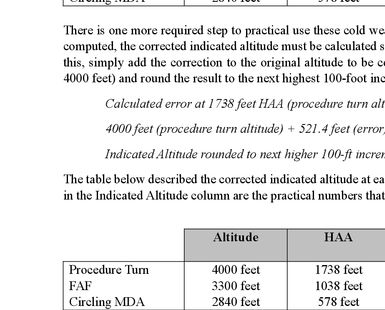 Circling MDA 2840 feet 578 feet
There is one more required step to practical use these cold
computed, the corrected indicated altitude must be calculated
this, simply add the correction to the original altitude to be
4000 feet) and round the result to the next highest 100-foot
Calculated error at 1738 feet HAA (procedure turn
4000 feet (procedure turn altitude) + 521.4 feet (error
Indicated Altitude rounded to next higher 100-ft
The table below described the corrected indicated altitude at
in the Indicated Altitude column are the practical numbers that
Altitude HAA
Procedure Turn 4000 feet 1738 feet
FAF 3300 feet 1038 feet
Circling MDA 2840 feet 578 feet